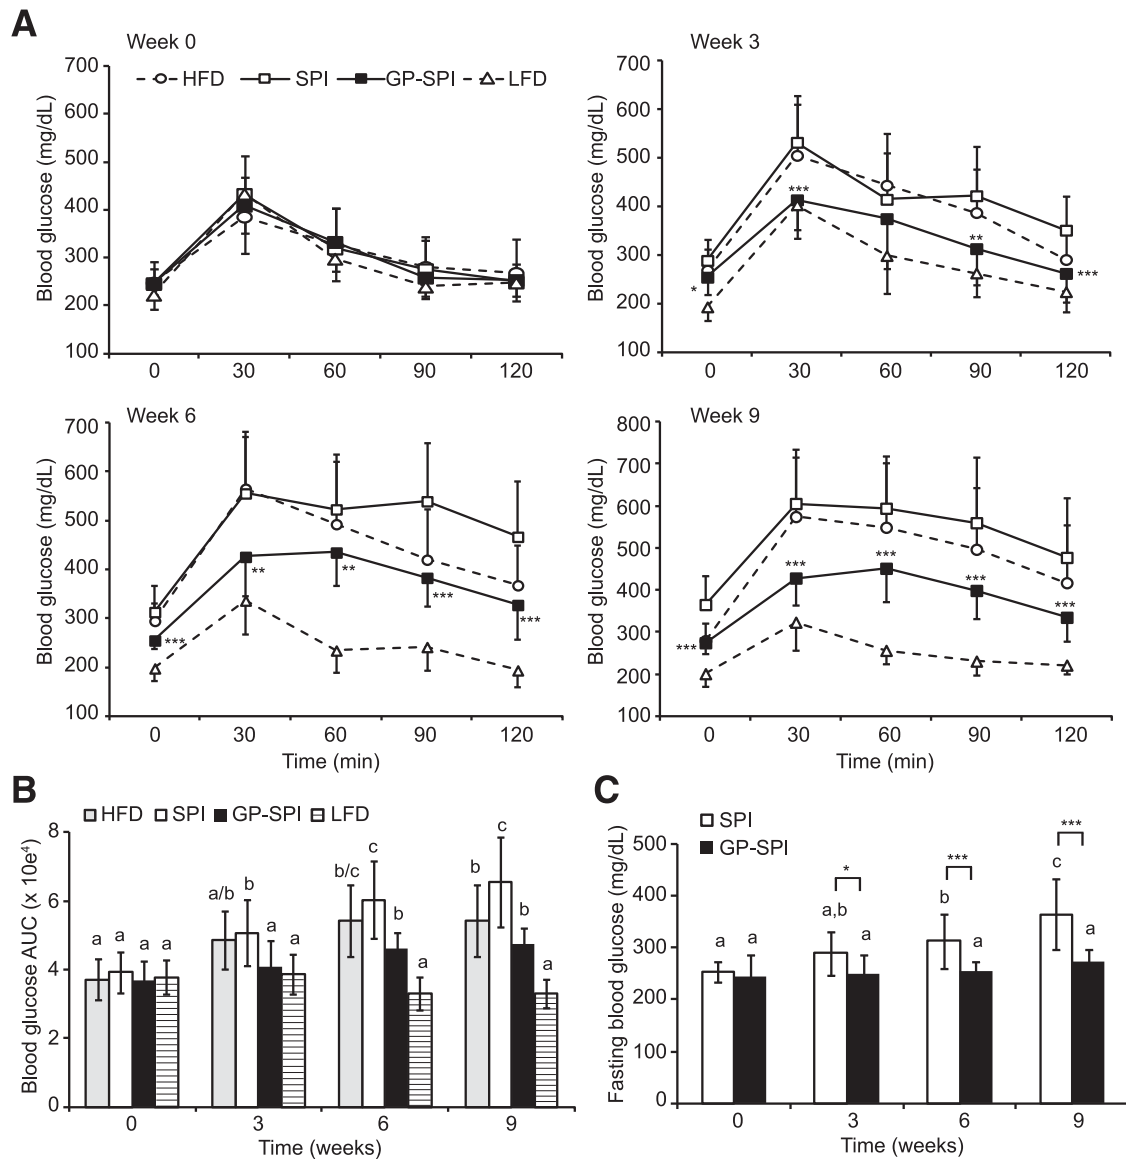 A
Week 0
Blood glucose (mg/dL)
700
600
500
400
300
200
100
HFD SPI GP-SPI LFD
0 30 60 90 120
Week 3
Blood glucose (mg/dL)
700
600
500
400
300
200
100
*
***
**
***
0 30 60 90 120
Week 6
Blood glucose (mg/dL)
700
600
500
400
300
200
100
***
**
**
***
***
0 30 60 90 120
Time (min)
Week 9
Blood glucose (mg/dL)
800
700
600
500
400
300
200
100
***
***
***
***
***
0 30 60 90 120
Time (min)
B
HFD SPI GP-SPI LFD
Blood glucose AUC (x 10e⁴)
8
6
4
2
0
a a a a
a/b b a a
b/c c b a
b c b a
0 3 6 9
Time (weeks)
C
SPI
GP-SPI
Fasting blood glucose (mg/dL)
500
400
300
200
100
0
* *** ***
a a a,b a b a c a
0 3 6 9
Time (weeks)